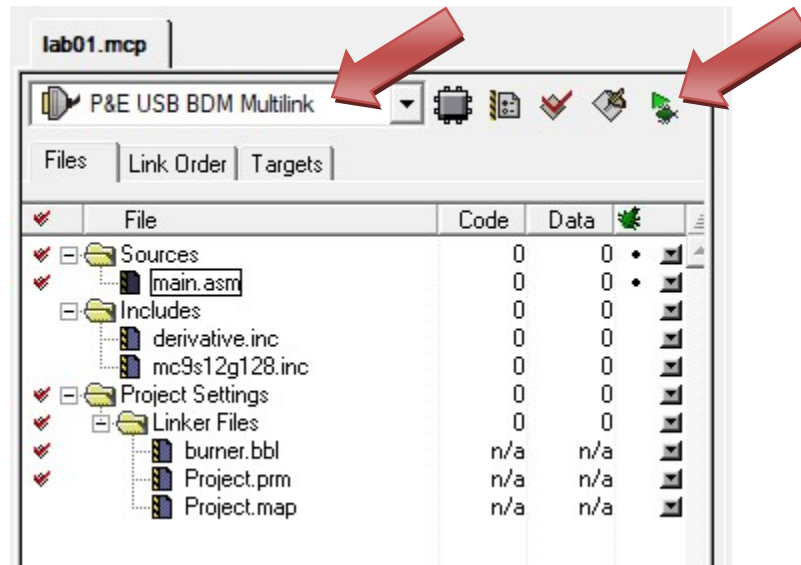 lab01.mcp
P&E USB BDM Multilink
Files Link Order Targets
File Code Data
Sources 0 0
main.asm 0 0
Includes 0 0
derivative.inc 0 0
mc9s12g128.inc 0 0
Project Settings 0 0
Linker Files 0 0
burner.bbl n/a n/a
Project.prm n/a n/a
Project.map n/a n/a